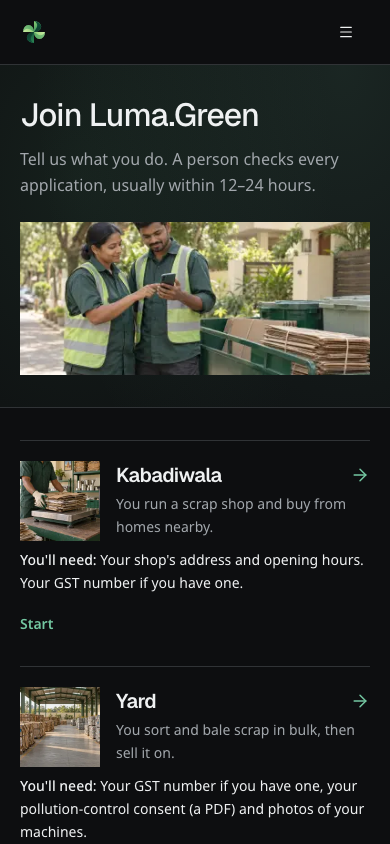 Join Luma.Green
Tell us what you do. A person checks every
application, usually within 12–24 hours.
Kabadiwala
You run a scrap shop and buy from
homes nearby.
You'll need: Your shop's address and opening hours.
Your GST number if you have one.
Start
Yard
You sort and bale scrap in bulk, then
sell it on.
You'll need: Your GST number if you have one, your
pollution-control consent (a PDF) and photos of your
machines.